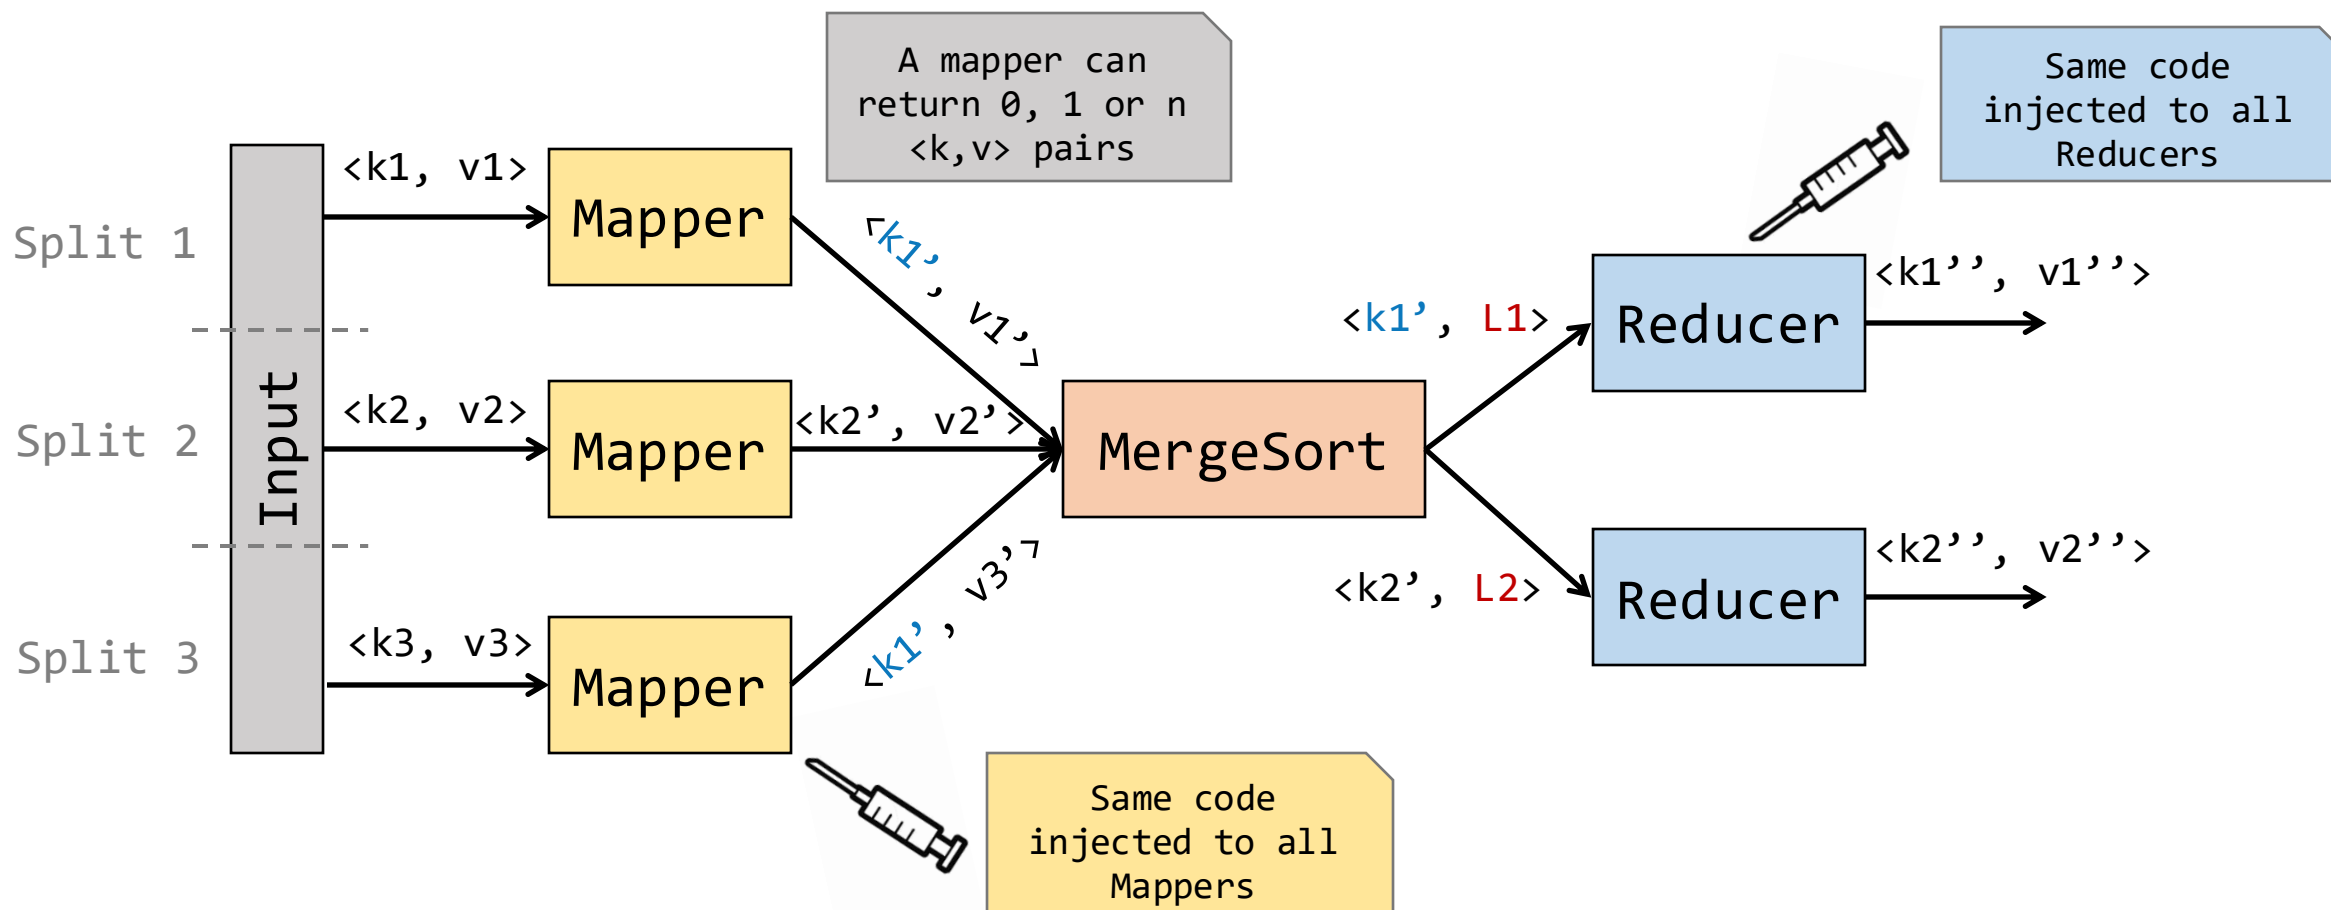 A mapper can
return 0, 1 or n
<k,v> pairs
Same code
injected to all
Reducers
Split 1
Split 2
Split 3
Input
<k1, v1>
<k2, v2>
<k3, v3>
Mapper
Mapper
Mapper
<k1’, v1’>
<k2’, v2’>
<k1’, v3’>
MergeSort
<k1’, L1>
<k2’, L2>
Reducer
Reducer
<k1’’, v1’’>
<k2’’, v2’’>
Same code
injected to all
Mappers